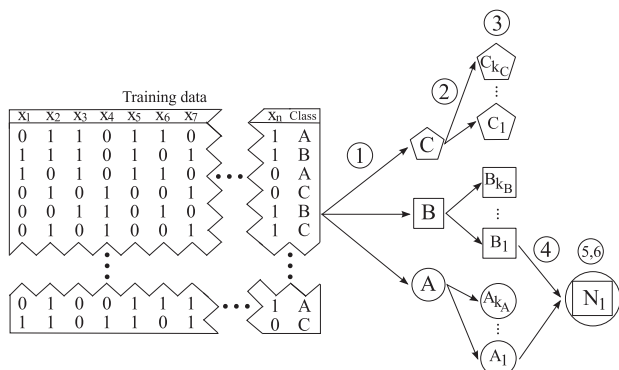 Training data
X1 X2 X3 X4 X5 X6 X7 Xn Class
0 1 1 0 1 1 0 1 A
1 1 1 1 0 1 1 1 B
1 0 1 0 1 1 0 0 A
0 1 0 1 0 0 1 0 C
0 0 1 1 0 1 0 1 B
0 1 0 1 1 0 1 1 C
0 1 0 0 1 1 1 1 A
1 1 0 1 0 1 1 0 C
1
2
3
4
5,6
CkC
C1
C
BkB
B
B1
A
AkA
A1
N1